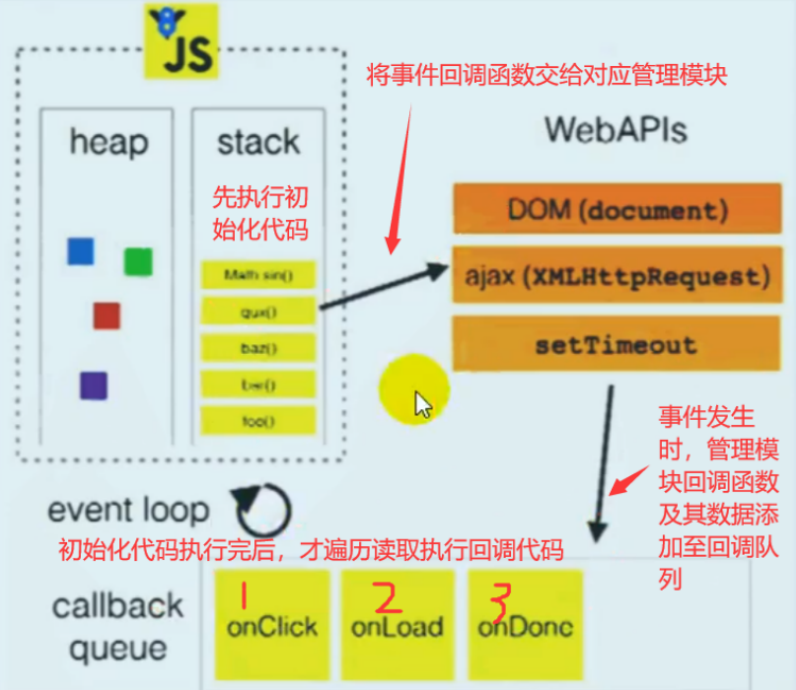 8
JS
将事件回调函数交给对应管理模块
heap
stack
WebAPIs
先执行初
始化代码
DOM (document)
Math sin()
ajax (XMLHttpRequest)
qux()
baz()
setTimeout
bar()
foo()
事件发生
时，管理模
块回调函数
及其数据添
加至回调队
列
event loop
初始化代码执行完后，才遍历读取执行回调代码
callback
queue
1
2
3
onClick
onLoad
onDone